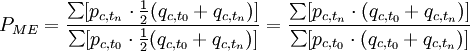 $P_{ME} = \frac{\sum [p_{c,t_n} \cdot \frac{1}{2}(q_{c,t_0} + q_{c,t_n})]}{\sum [p_{c,t_0} \cdot \frac{1}{2}(q_{c,t_0} + q_{c,t_n})]} = \frac{\sum [p_{c,t_n} \cdot (q_{c,t_0} + q_{c,t_n})]}{\sum [p_{c,t_0} \cdot (q_{c,t_0} + q_{c,t_n})]}$